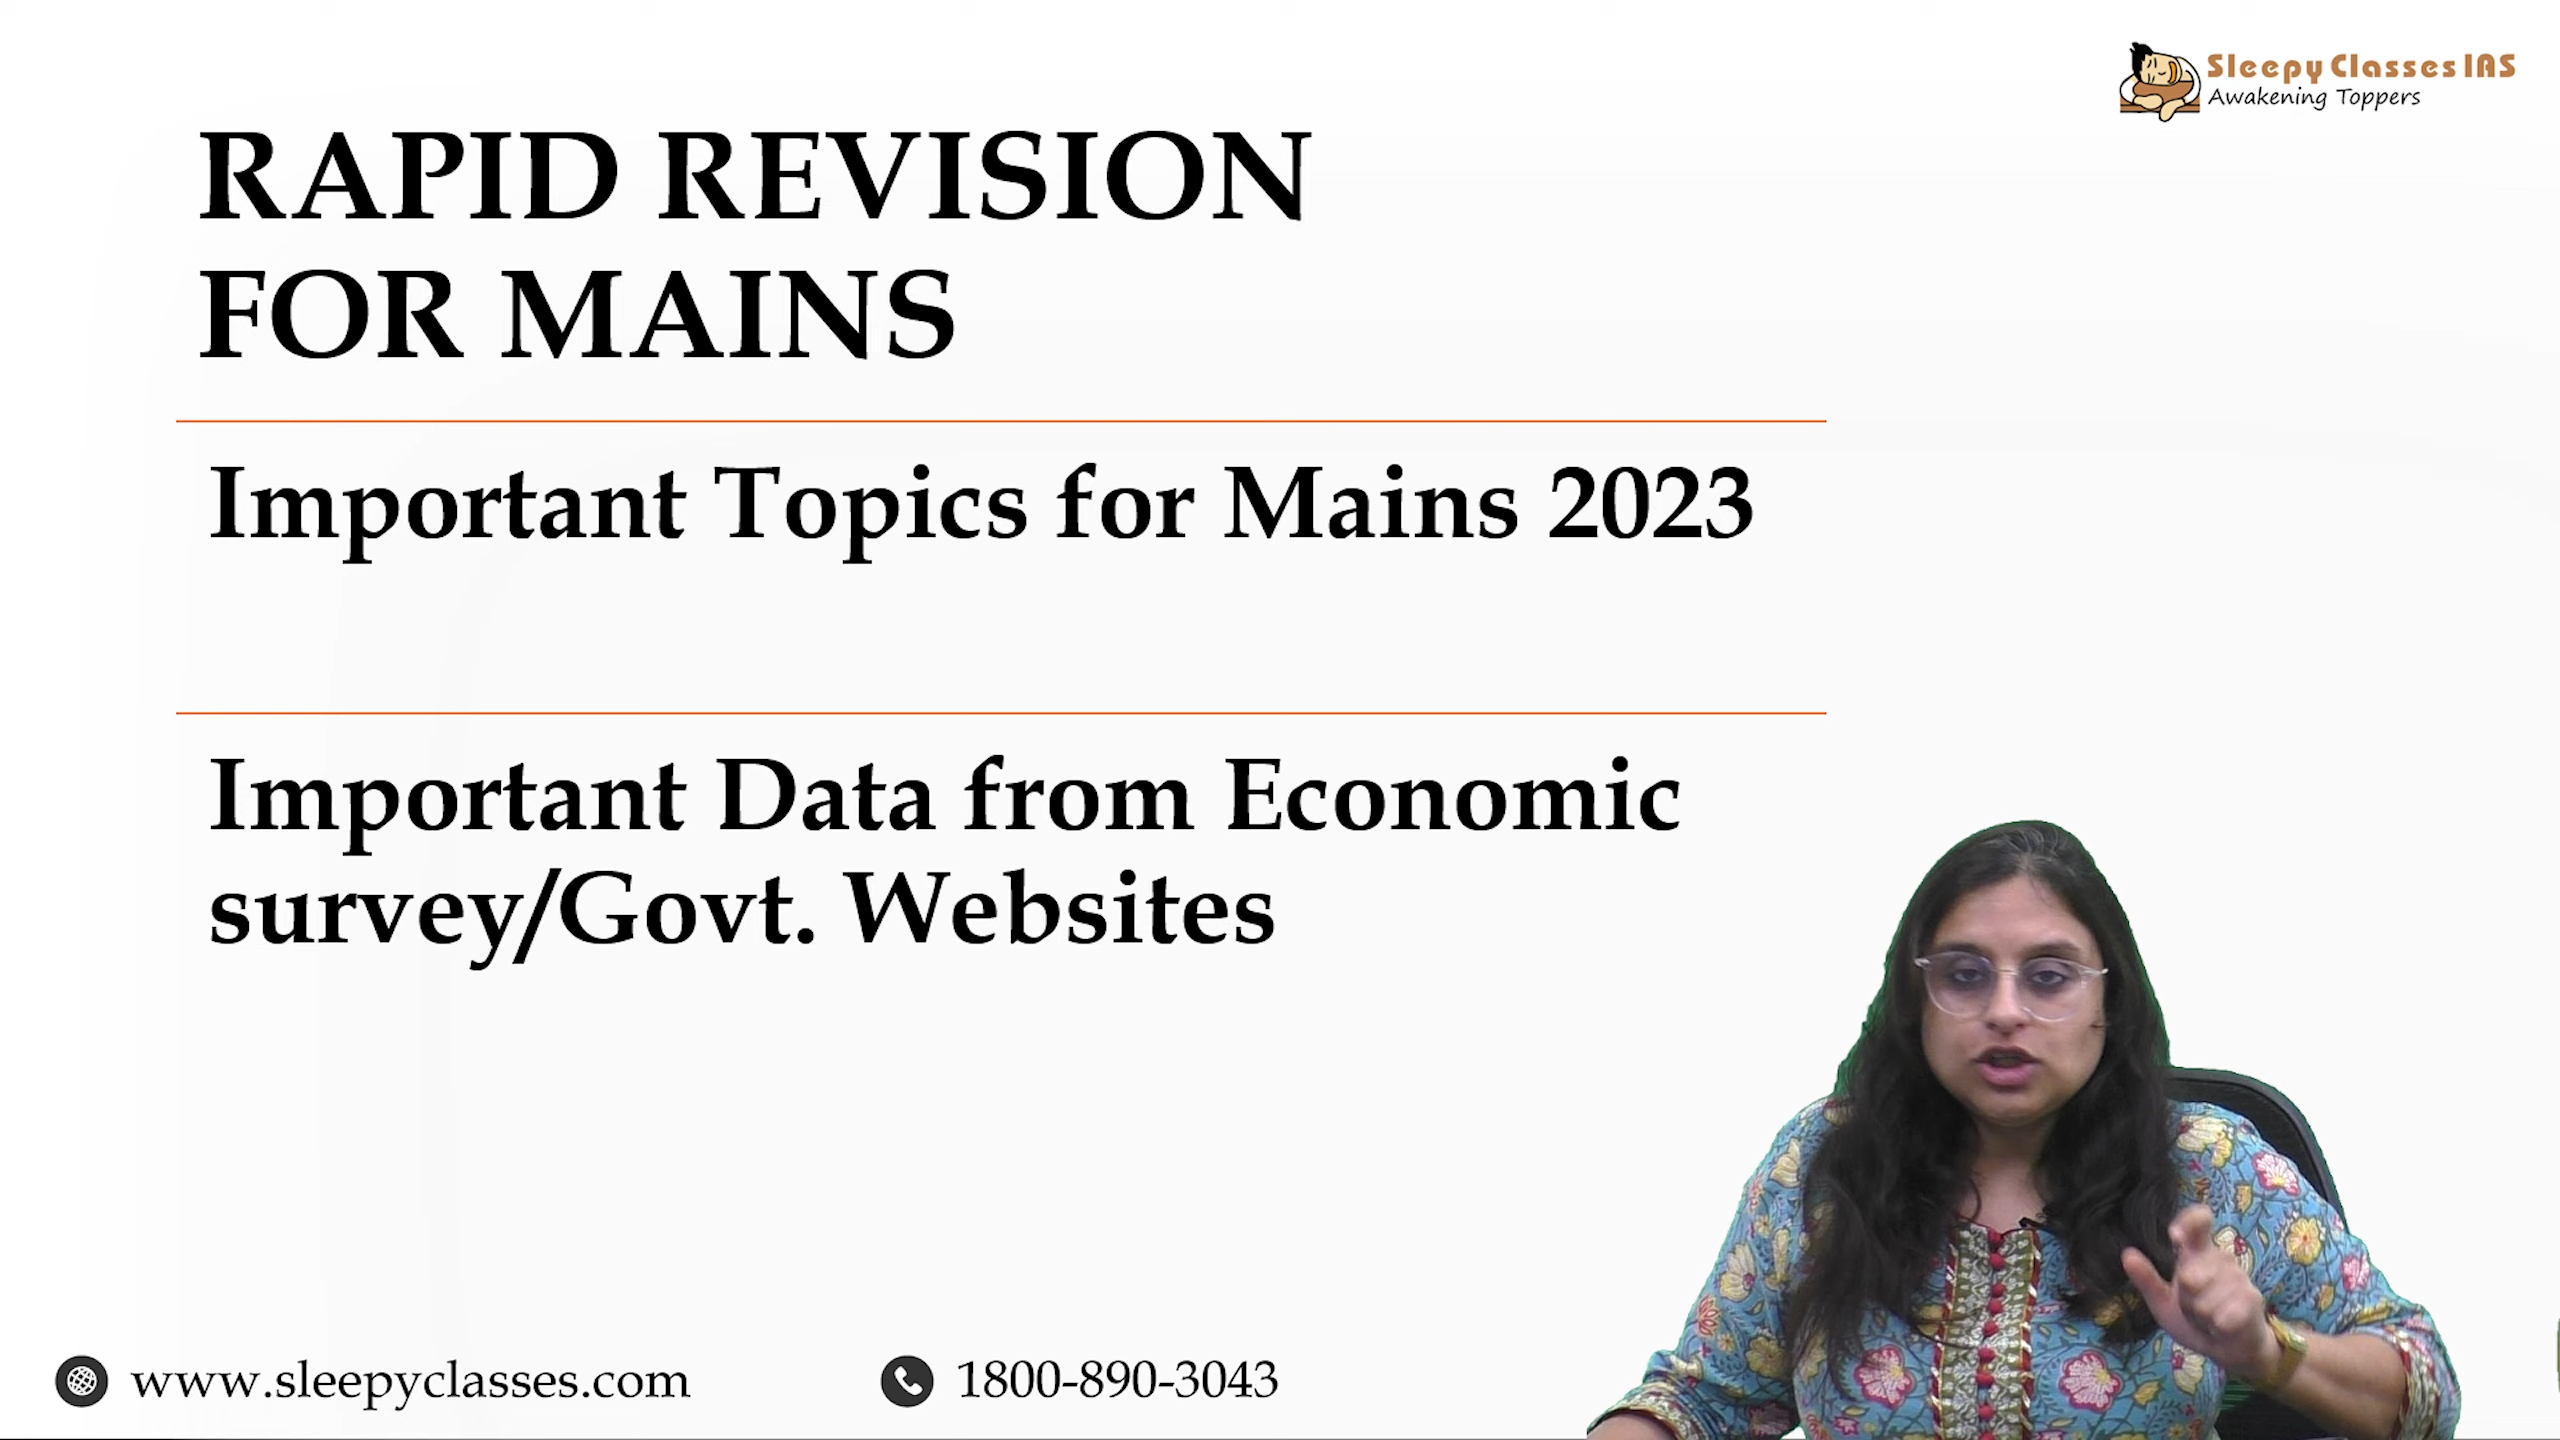 Sleepy Classes IAS
Awakening Toppers
RAPID REVISION
FOR MAINS
Important Topics for Mains 2023
Important Data from Economic
survey/Govt. Websites
www.sleepyclasses.com
1800-890-3043